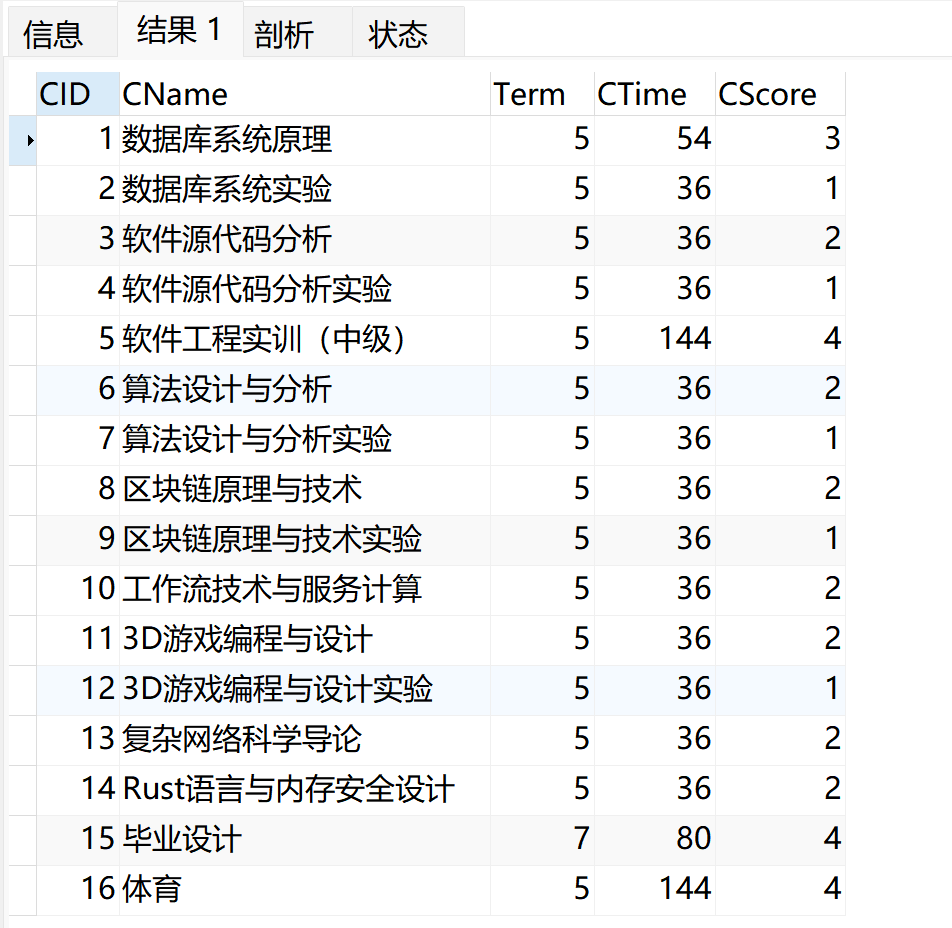 信息 结果 1 剖析 状态
CID CName Term CTime CScore
1 数据库系统原理 5 54 3
2 数据库系统实验 5 36 1
3 软件源代码分析 5 36 2
4 软件源代码分析实验 5 36 1
5 软件工程实训（中级） 5 144 4
6 算法设计与分析 5 36 2
7 算法设计与分析实验 5 36 1
8 区块链原理与技术 5 36 2
9 区块链原理与技术实验 5 36 1
10 工作流技术与服务计算 5 36 2
11 3D游戏编程与设计 5 36 2
12 3D游戏编程与设计实验 5 36 1
13 复杂网络科学导论 5 36 2
14 Rust语言与内存安全设计 5 36 2
15 毕业设计 7 80 4
16 体育 5 144 4